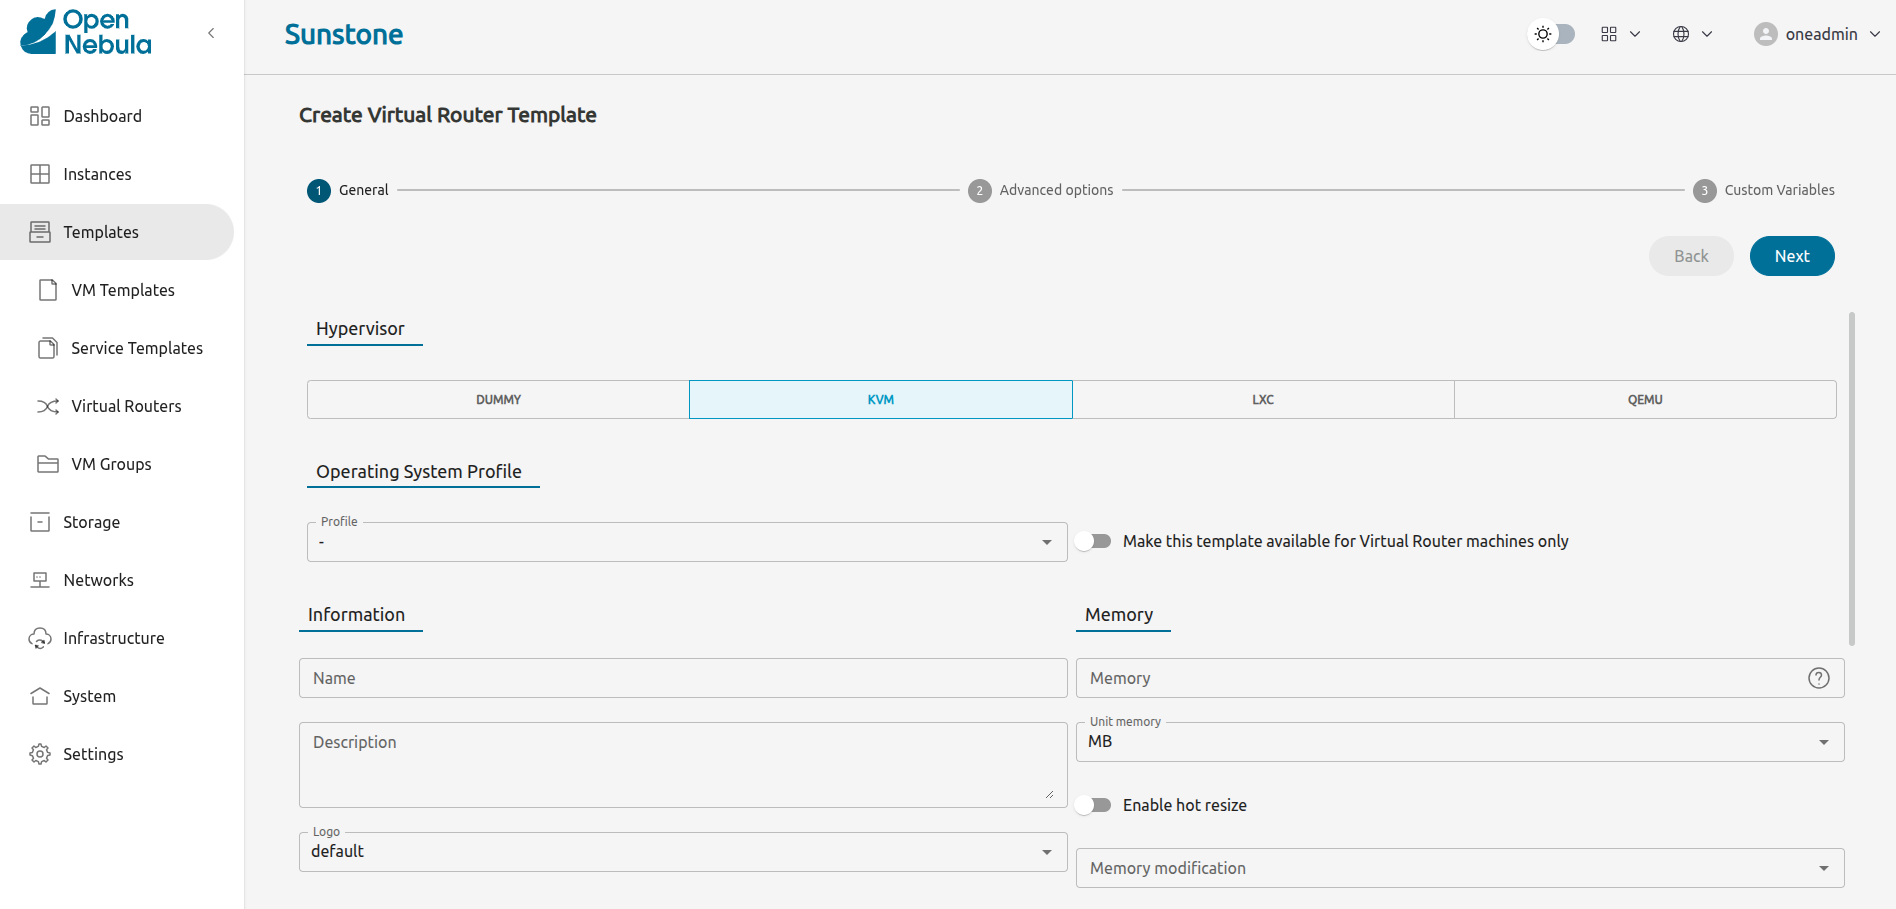 Open
Nebula
Sunstone
oneadmin
Dashboard
Instances
Templates
VM Templates
Service Templates
Virtual Routers
VM Groups
Storage
Networks
Infrastructure
System
Settings
Create Virtual Router Template
1 General
2 Advanced options
3 Custom Variables
Back
Next
Hypervisor
DUMMY
KVM
LXC
QEMU
Operating System Profile
Profile
-
Make this template available for Virtual Router machines only
Information
Name
Description
Logo
default
Memory
Memory
?
Unit memory
MB
Enable hot resize
Memory modification